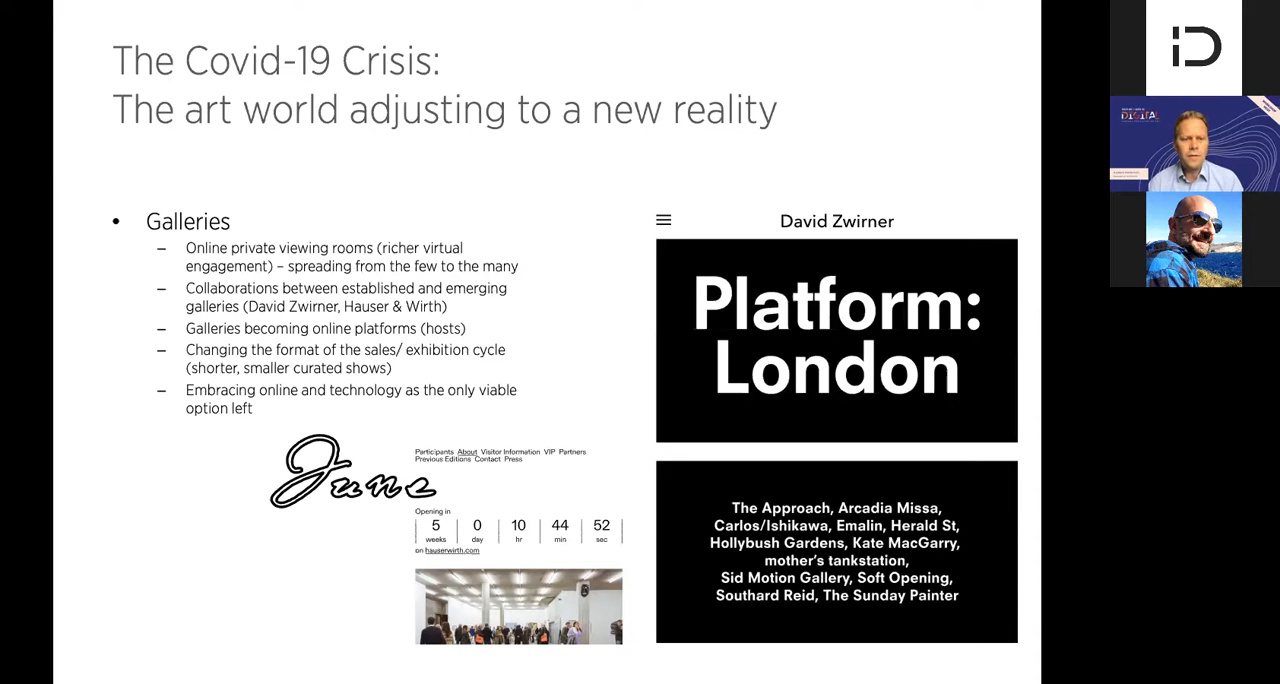 The Covid-19 Crisis:
The art world adjusting to a new reality
• Galleries
– Online private viewing rooms (richer virtual
engagement) – spreading from the few to the many
– Collaborations between established and emerging
galleries (David Zwirner, Hauser & Wirth)
– Galleries becoming online platforms (hosts)
– Changing the format of the sales/ exhibition cycle
(shorter, smaller curated shows)
– Embracing online and technology as the only viable
option left
June
Participants About Visitor Information VIP Partners
Previous Editions Contact Press
Opening in
5 0 10 44 52
weeks day hr min sec
on hauserwirth.com
David Zwirner
Platform:
London
The Approach, Arcadia Missa,
Carlos/Ishikawa, Emalin, Herald St,
Hollybush Gardens, Kate MacGarry,
mother's tankstation,
Sid Motion Gallery, Soft Opening,
Southard Reid, The Sunday Painter
DIGITAL